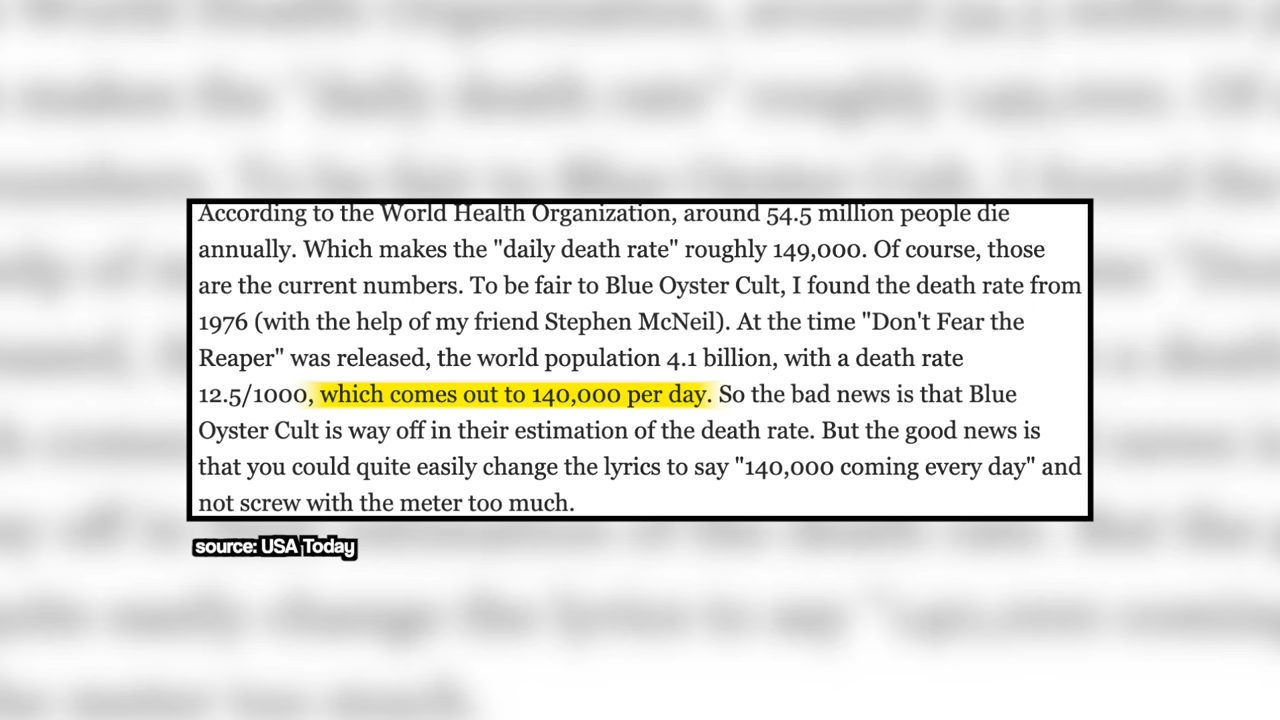 According to the World Health Organization, around 54.5 million people die
annually. Which makes the "daily death rate" roughly 149,000. Of course, those
are the current numbers. To be fair to Blue Oyster Cult, I found the death rate from
1976 (with the help of my friend Stephen McNeil). At the time "Don't Fear the
Reaper" was released, the world population 4.1 billion, with a death rate
12.5/1000, which comes out to 140,000 per day. So the bad news is that Blue
Oyster Cult is way off in their estimation of the death rate. But the good news is
that you could quite easily change the lyrics to say "140,000 coming every day" and
not screw with the meter too much.
source: USA Today